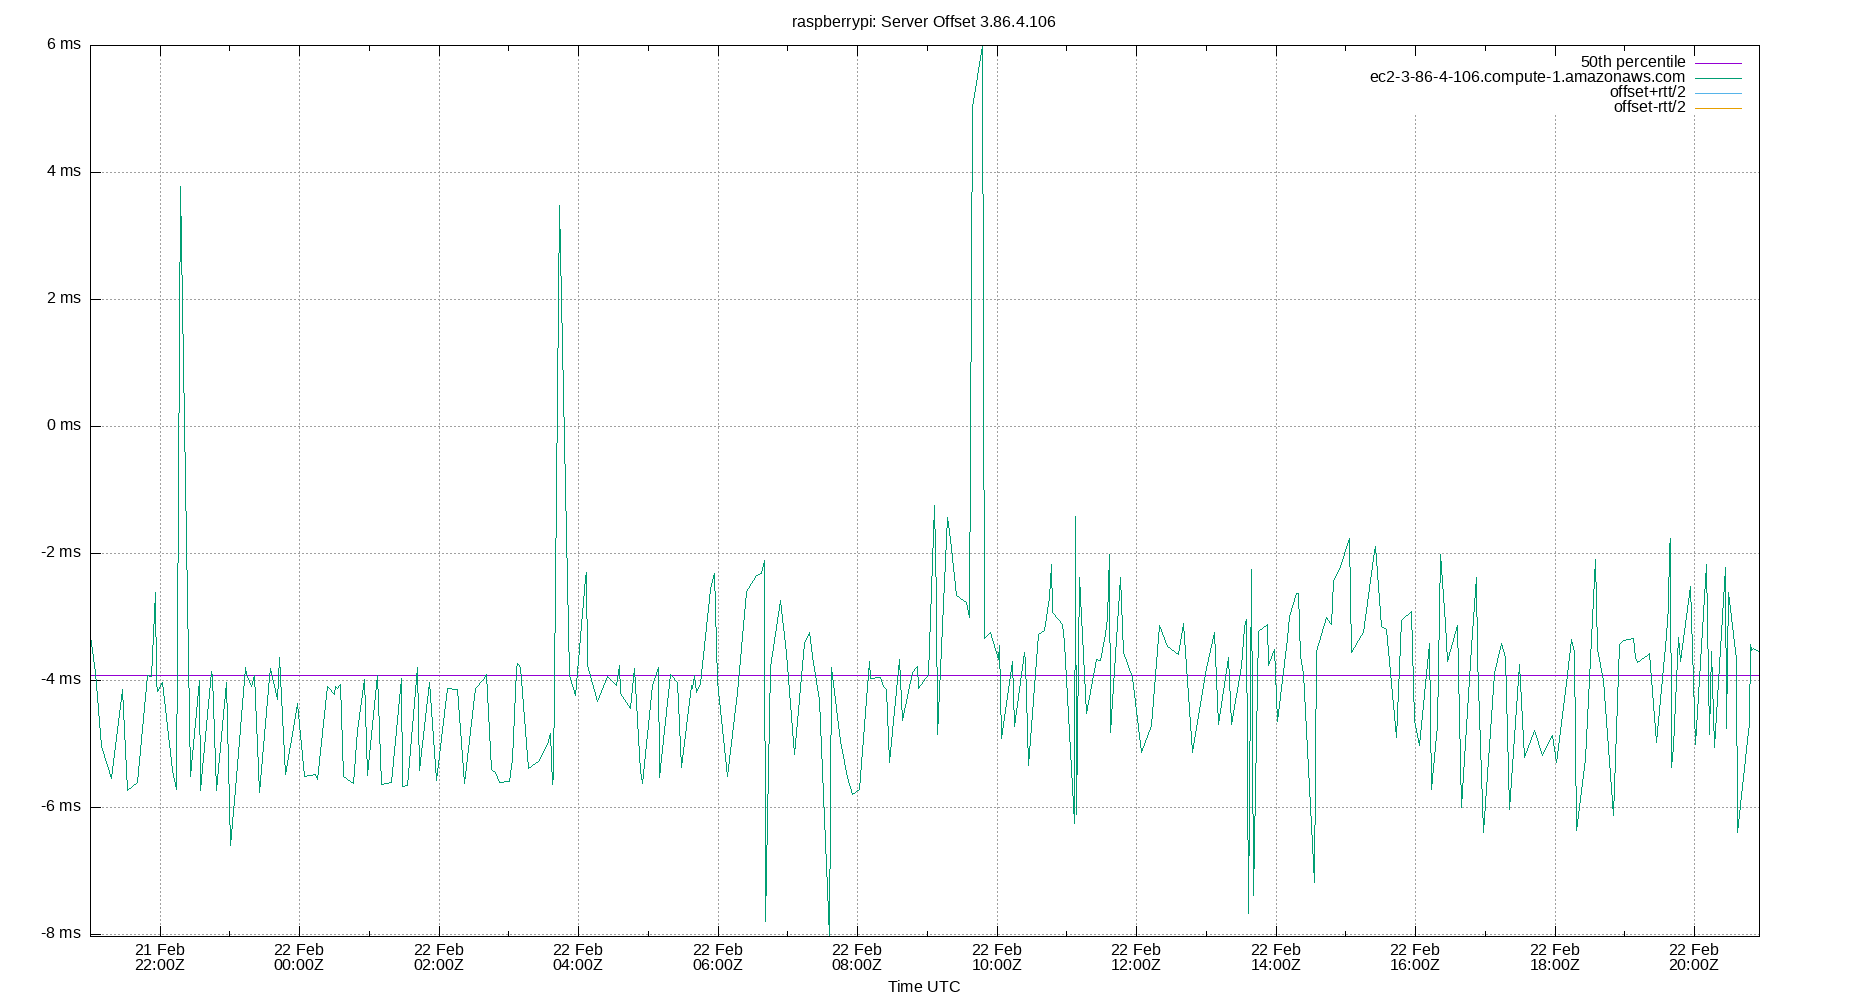 raspberrypi: Server Offset 3.86.4.106
6 ms
4 ms
2 ms
0 ms
-2 ms
-4 ms
-6 ms
-8 ms
50th percentile
ec2-3-86-4-106.compute-1.amazonaws.com
offset+rtt/2
offset-rtt/2
21 Feb
22:00Z
22 Feb
00:00Z
22 Feb
02:00Z
22 Feb
04:00Z
22 Feb
06:00Z
22 Feb
08:00Z
22 Feb
10:00Z
22 Feb
12:00Z
22 Feb
14:00Z
22 Feb
16:00Z
22 Feb
18:00Z
22 Feb
20:00Z
Time UTC